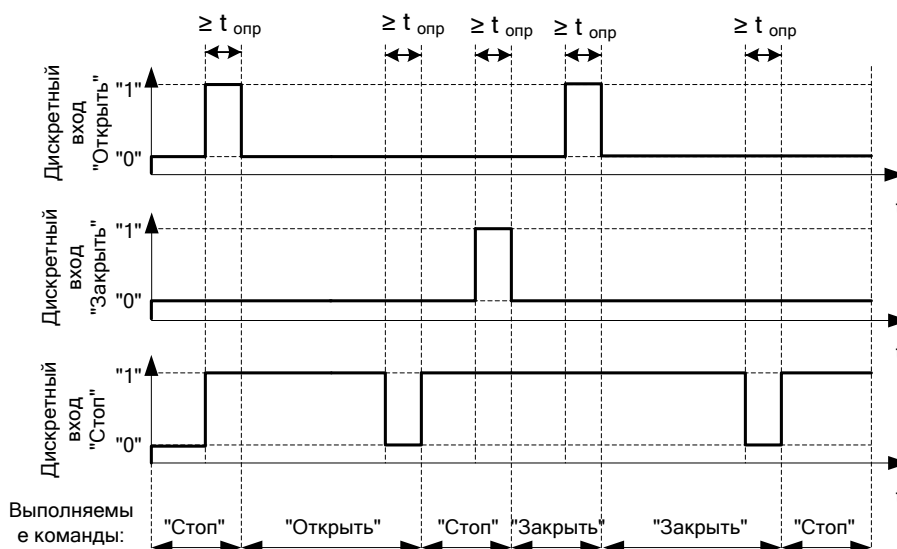 ≥ t опр
≥ t опр
≥ t опр
≥ t опр
≥ t опр
Дискретный
вход
"Открыть"
"1"
"0"
Дискретный
вход
"Закрыть"
"1"
"0"
Дискретный
вход
"Стоп"
"1"
"0"
Выполняемы
е команды:
"Стоп"
"Открыть"
"Стоп"
"Закрыть"
"Закрыть"
"Стоп"